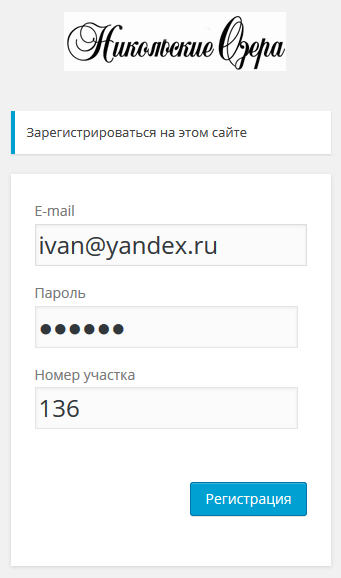 Никольские Озера
Зарегистрироваться на этом сайте
E-mail
ivan@yandex.ru
Пароль
●●●●●●
Номер участка
136
Регистрация